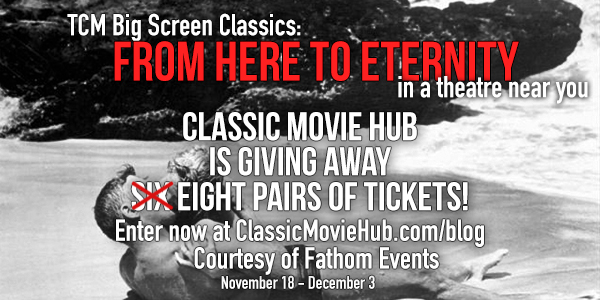 TCM Big Screen Classics:
FROM HERE TO ETERNITY
in a theatre near you
CLASSIC MOVIE HUB
IS GIVING AWAY
SIX EIGHT PAIRS OF TICKETS!
Enter now at ClassicMovieHub.com/blog
Courtesy of Fathom Events
November 18 – December 3